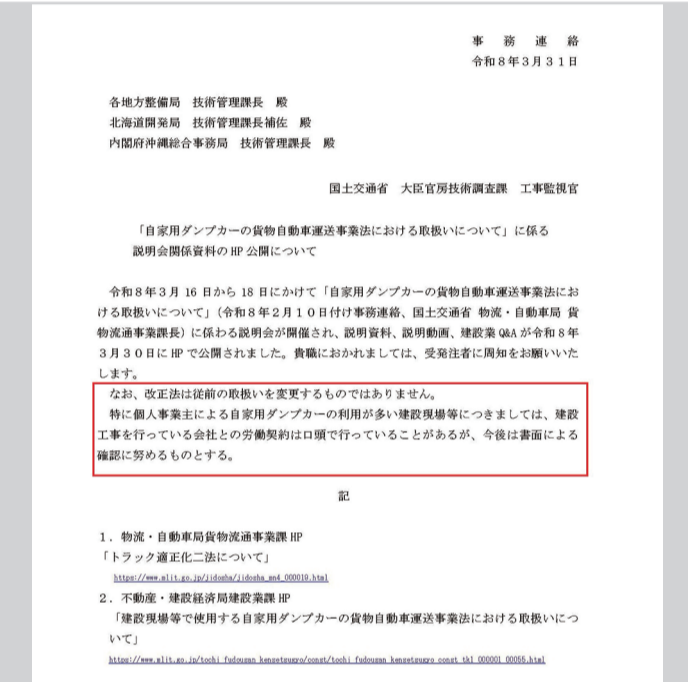 事務連絡
令和8年3月31日
各地方整備局 技術管理課長 殿
北海道開発局 技術管理課長補佐 殿
内閣府沖縄総合事務局 技術管理課長 殿
国土交通省 大臣官房技術調査課 工事監視官
「自家用ダンプカーの貨物自動車運送事業法における取扱いについて」に係る
説明会関係資料のHP公開について
令和8年3月16日から18日にかけて「自家用ダンプカーの貨物自動車運送事業法にお
ける取扱いについて」（令和8年2月10日付け事務連絡、国土交通省 物流・自動車局 貨
物流通事業課長）に係わる説明会が開催され、説明資料、説明動画、建設業Q&Aが令和8年
3月30日にHPで公開されました。貴職におかれましては、受発注者に周知をお願いいた
します。
なお、改正法は従前の取扱いを変更するものではありません。
特に個人事業主による自家用ダンプカーの利用が多い建設現場等につきましては、建設
工事を行っている会社との労働契約は口頭で行っていることがあるが、今後は書面による
確認に努めるものとする。
記
1．物流・自動車局貨物流通事業課HP
「トラック適正化二法について」
https://www.mlit.go.jp/jidosha/jidosha_mn4_000019.html
2．不動産・建設経済局建設業課HP
「建設現場等で使用する自家用ダンプカーの貨物自動車運送事業法における取扱いにつ
いて」
https://www.mlit.go.jp/tochi_fudousan_kensetsugyo/const/tochi_fudousan_kensetsugyo_const_tk1_000001_00055.html